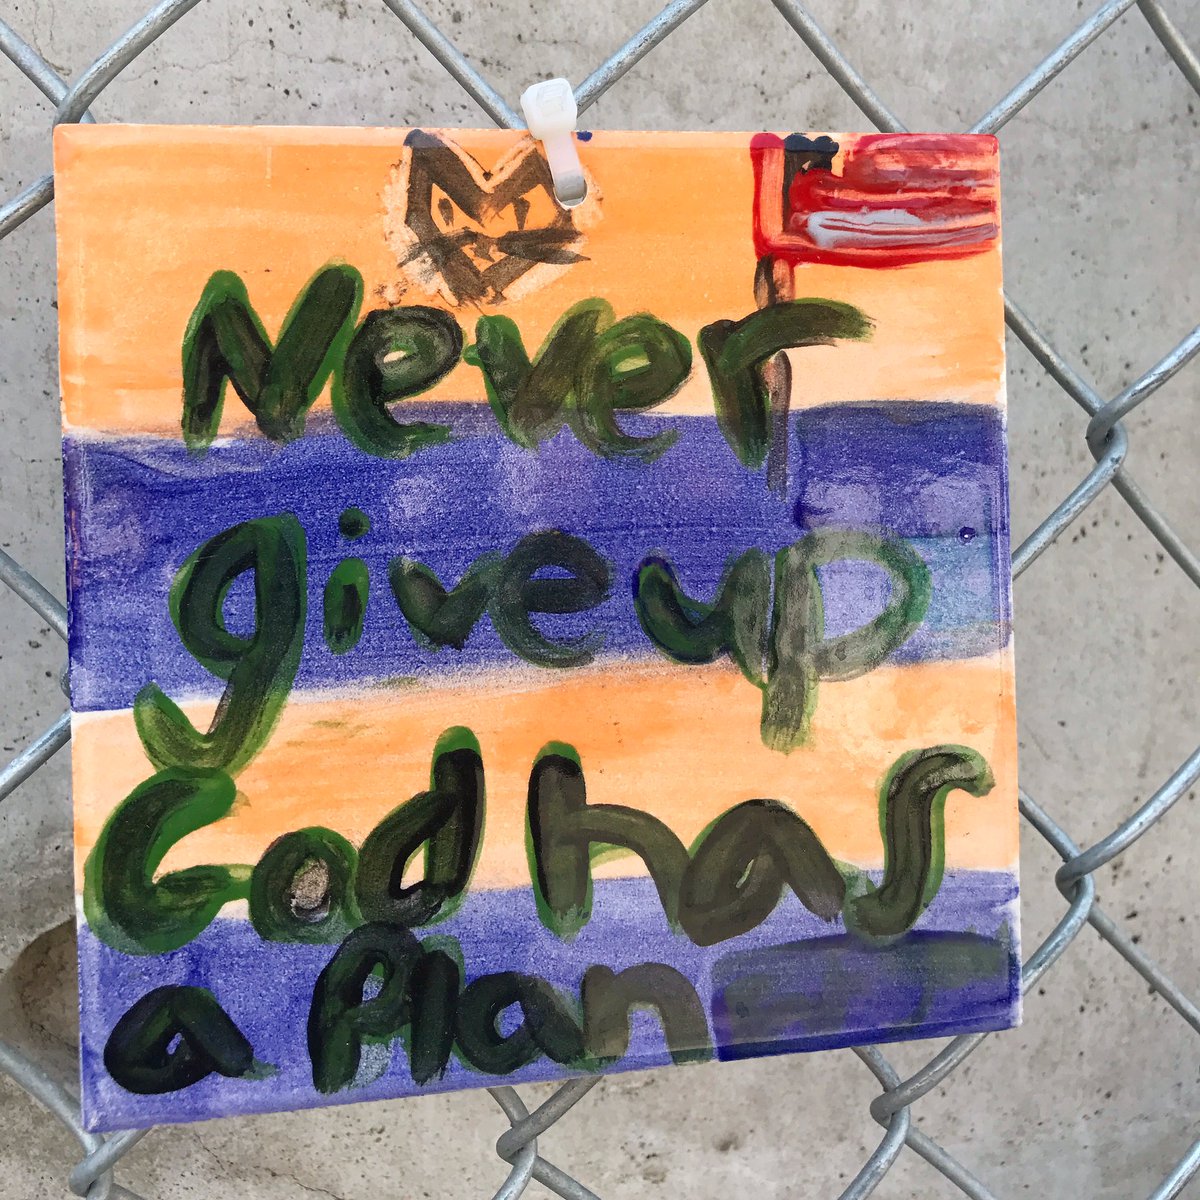 Never
give up
God has
a Plan